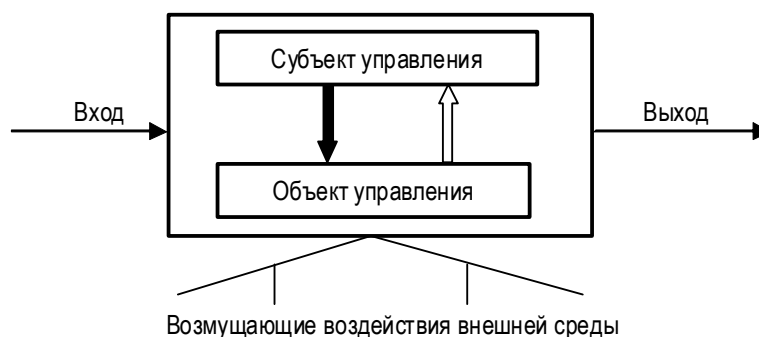 Субъект управления
Вход
Выход
Объект управления
Возмущающие воздействия внешней среды